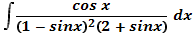 ∫ cos x / (1 − sinx)²(2 + sinx) dx